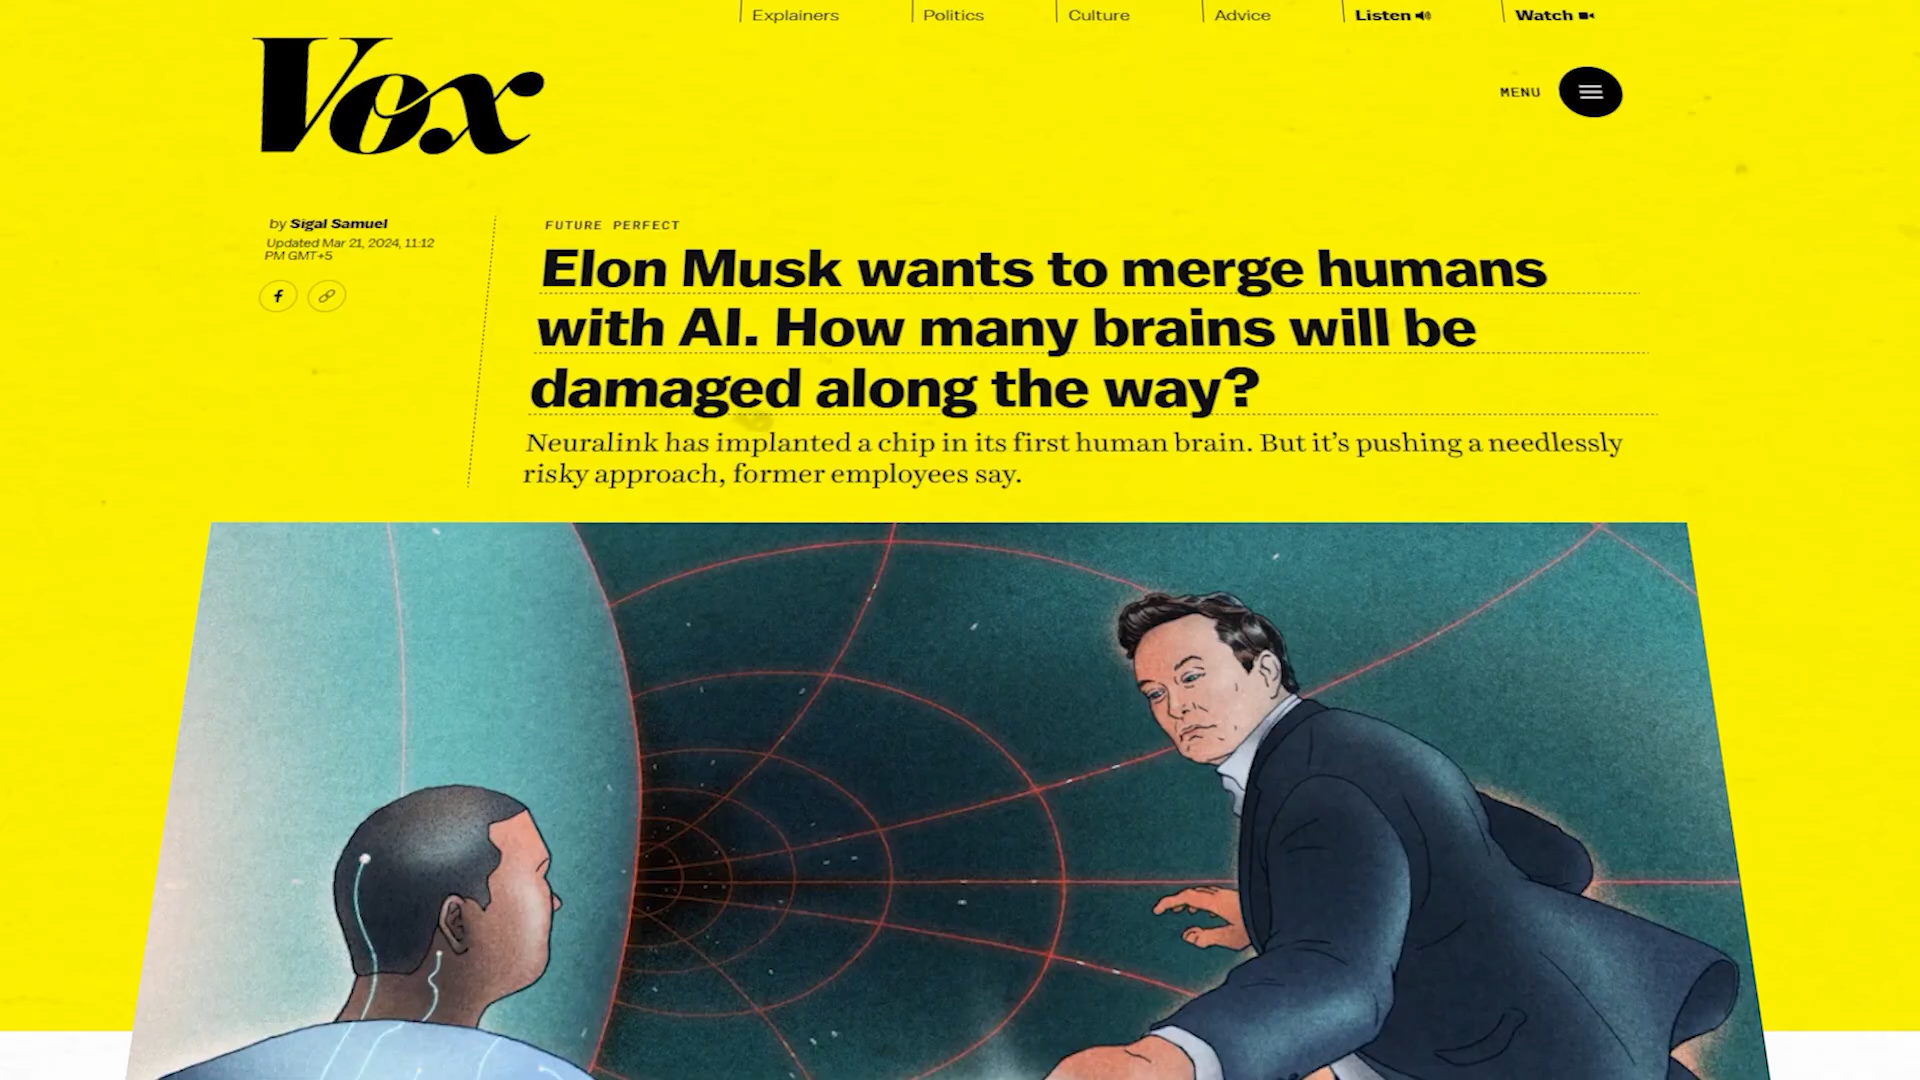 Explainers
Politics
Culture
Advice
Listen
Watch
Vox
MENU
by Sigal Samuel
Updated Mar 21, 2024, 11:12
PM GMT+5
FUTURE PERFECT
Elon Musk wants to merge humans
with AI. How many brains will be
damaged along the way?
Neuralink has implanted a chip in its first human brain. But it’s pushing a needlessly
risky approach, former employees say.